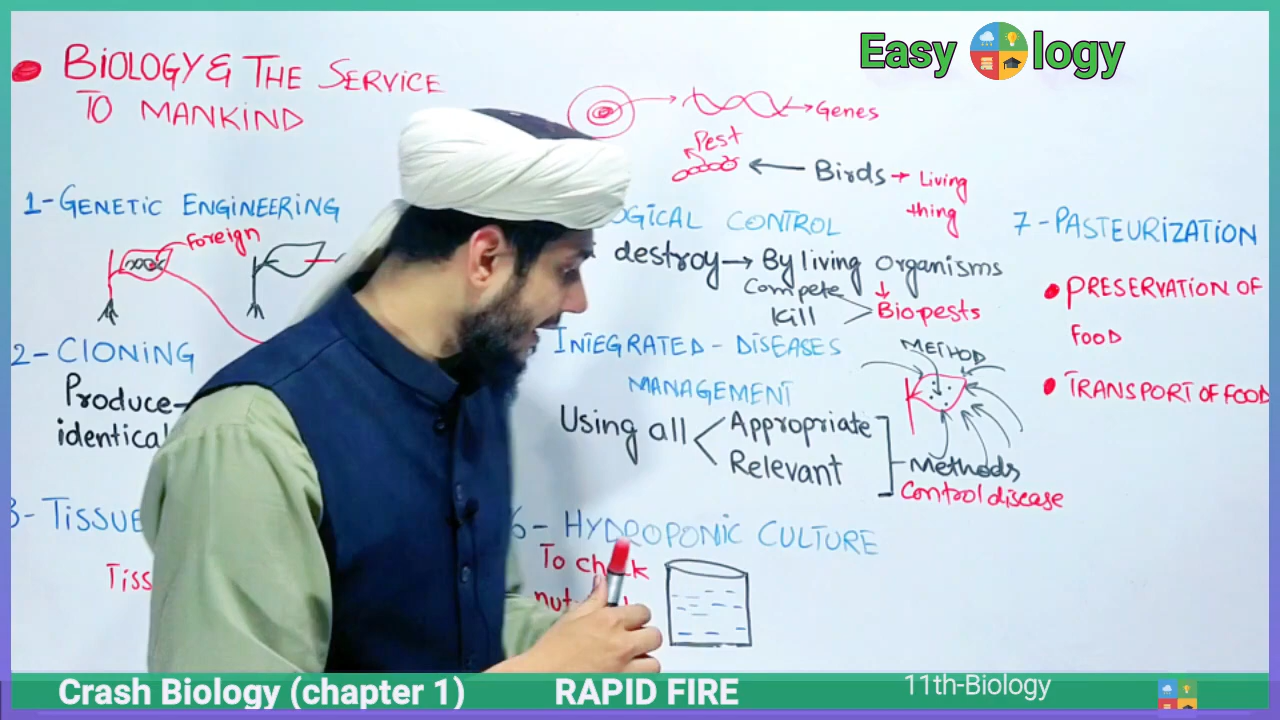 Easy logy
BIOLOGY & THE SERVICE
TO MANKIND
Genes
Pest
Birds
Living
thing
1-GENETIC ENGINEERING
Foreign
OGICAL CONTROL
destroy → By living organisms
Compete
Kill
Biopests
2-CLONING
Produce
identical
INTEGRATED-DISEASES
MANAGEMENT
Using all
Appropriate
Relevant
METHOD
Methods
Control disease
3-TISSUE
Tiss
6-HYDROPONIC CULTURE
To
7-PASTEURIZATION
PRESERVATION OF
FOOD
TRANSPORT OF FOOD
Crash Biology (chapter 1)
RAPID FIRE
11th-Biology